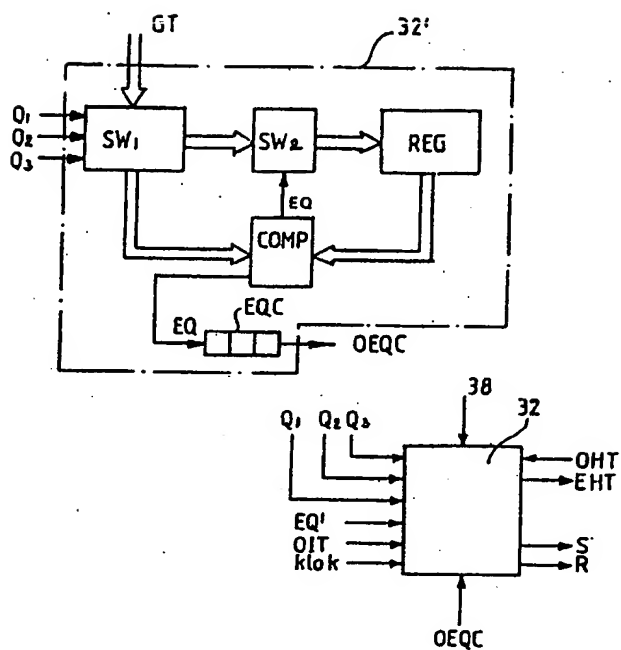 GT
32'
Q1
Q2
Q3
SW1
SW2
REG
EQ
COMP
EQC
EQ
OEQC
38
32
Q1 Q2 Q3
OHT
EHT
EQ'
OIT
klok
S
R
OEQC